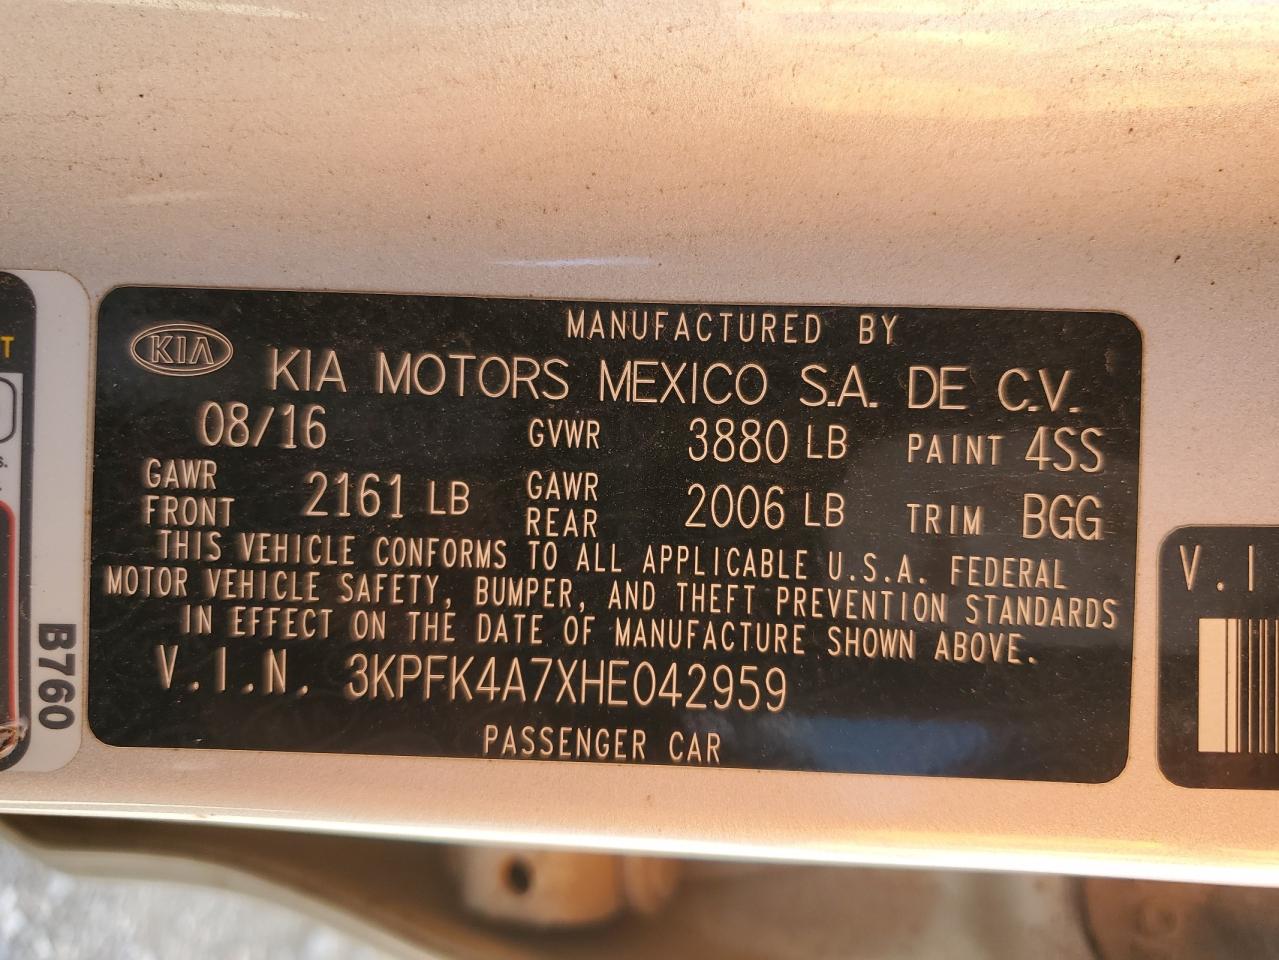 MANUFACTURED BY
KIA KIA MOTORS MEXICO S.A. DE C.V.
08/16 GVWR 3880 LB PAINT 4SS
GAWR FRONT 2161 LB GAWR REAR 2006 LB TRIM BGG
THIS VEHICLE CONFORMS TO ALL APPLICABLE U.S.A. FEDERAL
MOTOR VEHICLE SAFETY, BUMPER, AND THEFT PREVENTION STANDARDS
IN EFFECT ON THE DATE OF MANUFACTURE SHOWN ABOVE.
V.I.N. 3KPFK4A7XHE042959
PASSENGER CAR
B760
V.I